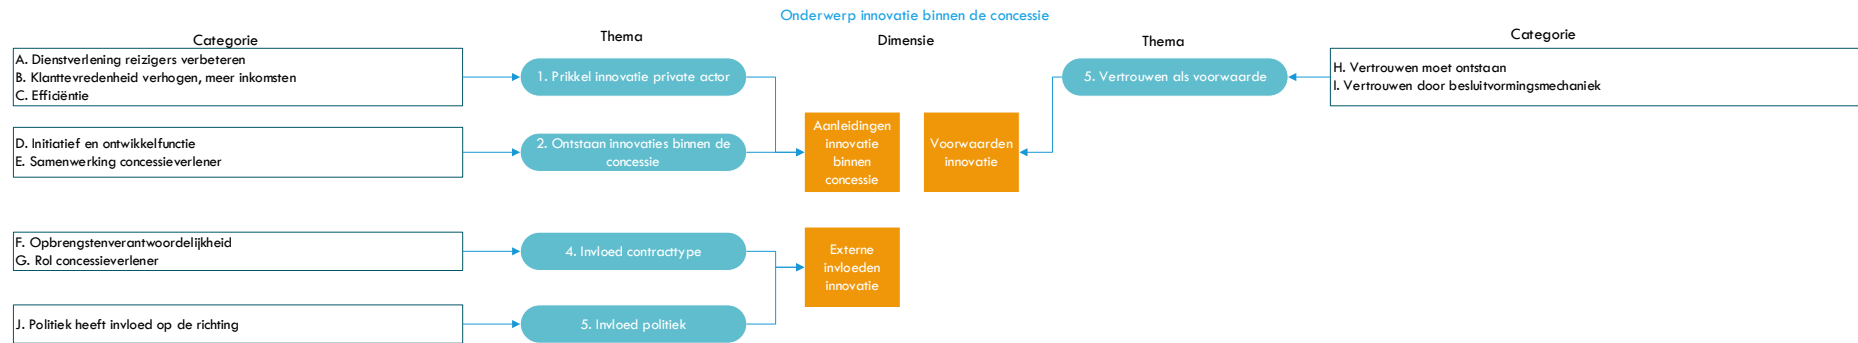 Onderwerp innovatie binnen de concessie
Categorie
Thema
Dimensie
Thema
Categorie
A. Dienstverlening reizigers verbeteren
B. Klanttevredenheid verhogen, meer inkomsten
C. Efficiëntie
1. Prikkel innovatie private actor
5. Vertrouwen als voorwaarde
H. Vertrouwen moet ontstaan
I. Vertrouwen door besluitvormingsmechaniek
D. Initiatief en ontwikkelfunctie
E. Samenwerking concessieverlener
2. Ontstaan innovaties binnen de
concessie
Aanleidingen
innovatie
binnen
concessie
Voorwaarden
innovatie
F. Opbrengstenverantwoordelijkheid
G. Rol concessieverlener
4. Invloed contracttype
Externe
invloeden
innovatie
J. Politiek heeft invloed op de richting
5. Invloed politiek